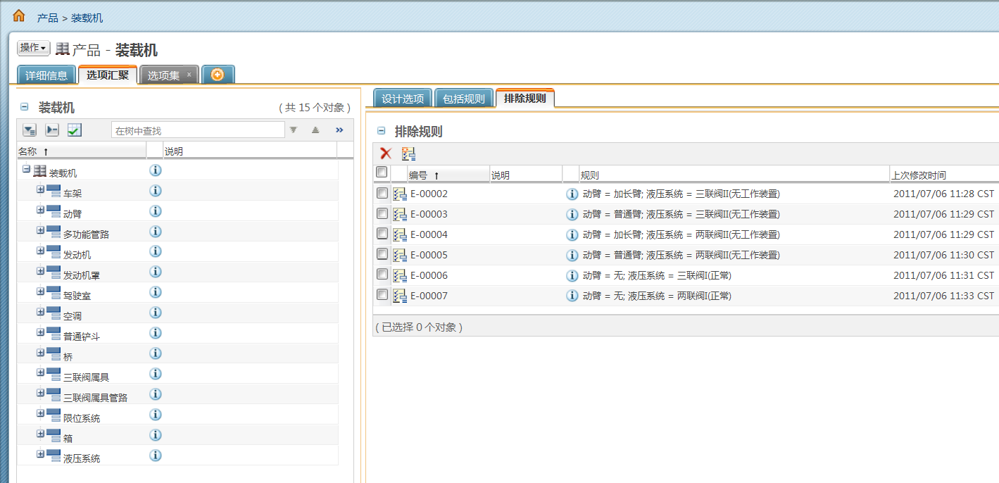 产品 > 装载机
操作
产品 - 装载机
详细信息 选项汇聚 选项集 ×
装载机 ( 共 15 个对象 )
在树中查找 »
名称 ↑ 说明
装载机
车架
动臂
多功能管路
发动机
发动机罩
驾驶室
空调
普通铲斗
桥
三联阀属具
三联阀属具管路
限位系统
箱
液压系统
设计选项 包括规则 排除规则
排除规则
编号 ↑ 说明 规则 上次修改时间
E-00002 动臂 = 加长臂; 液压系统 = 三联阀II(无工作装置) 2011/07/06 11:28 CST
E-00003 动臂 = 普通臂; 液压系统 = 三联阀II(无工作装置) 2011/07/06 11:29 CST
E-00004 动臂 = 加长臂; 液压系统 = 两联阀II(无工作装置) 2011/07/06 11:29 CST
E-00005 动臂 = 普通臂; 液压系统 = 两联阀II(无工作装置) 2011/07/06 11:30 CST
E-00006 动臂 = 无; 液压系统 = 三联阀I(正常) 2011/07/06 11:31 CST
E-00007 动臂 = 无; 液压系统 = 两联阀I(正常) 2011/07/06 11:33 CST
( 已选择 0 个对象 )